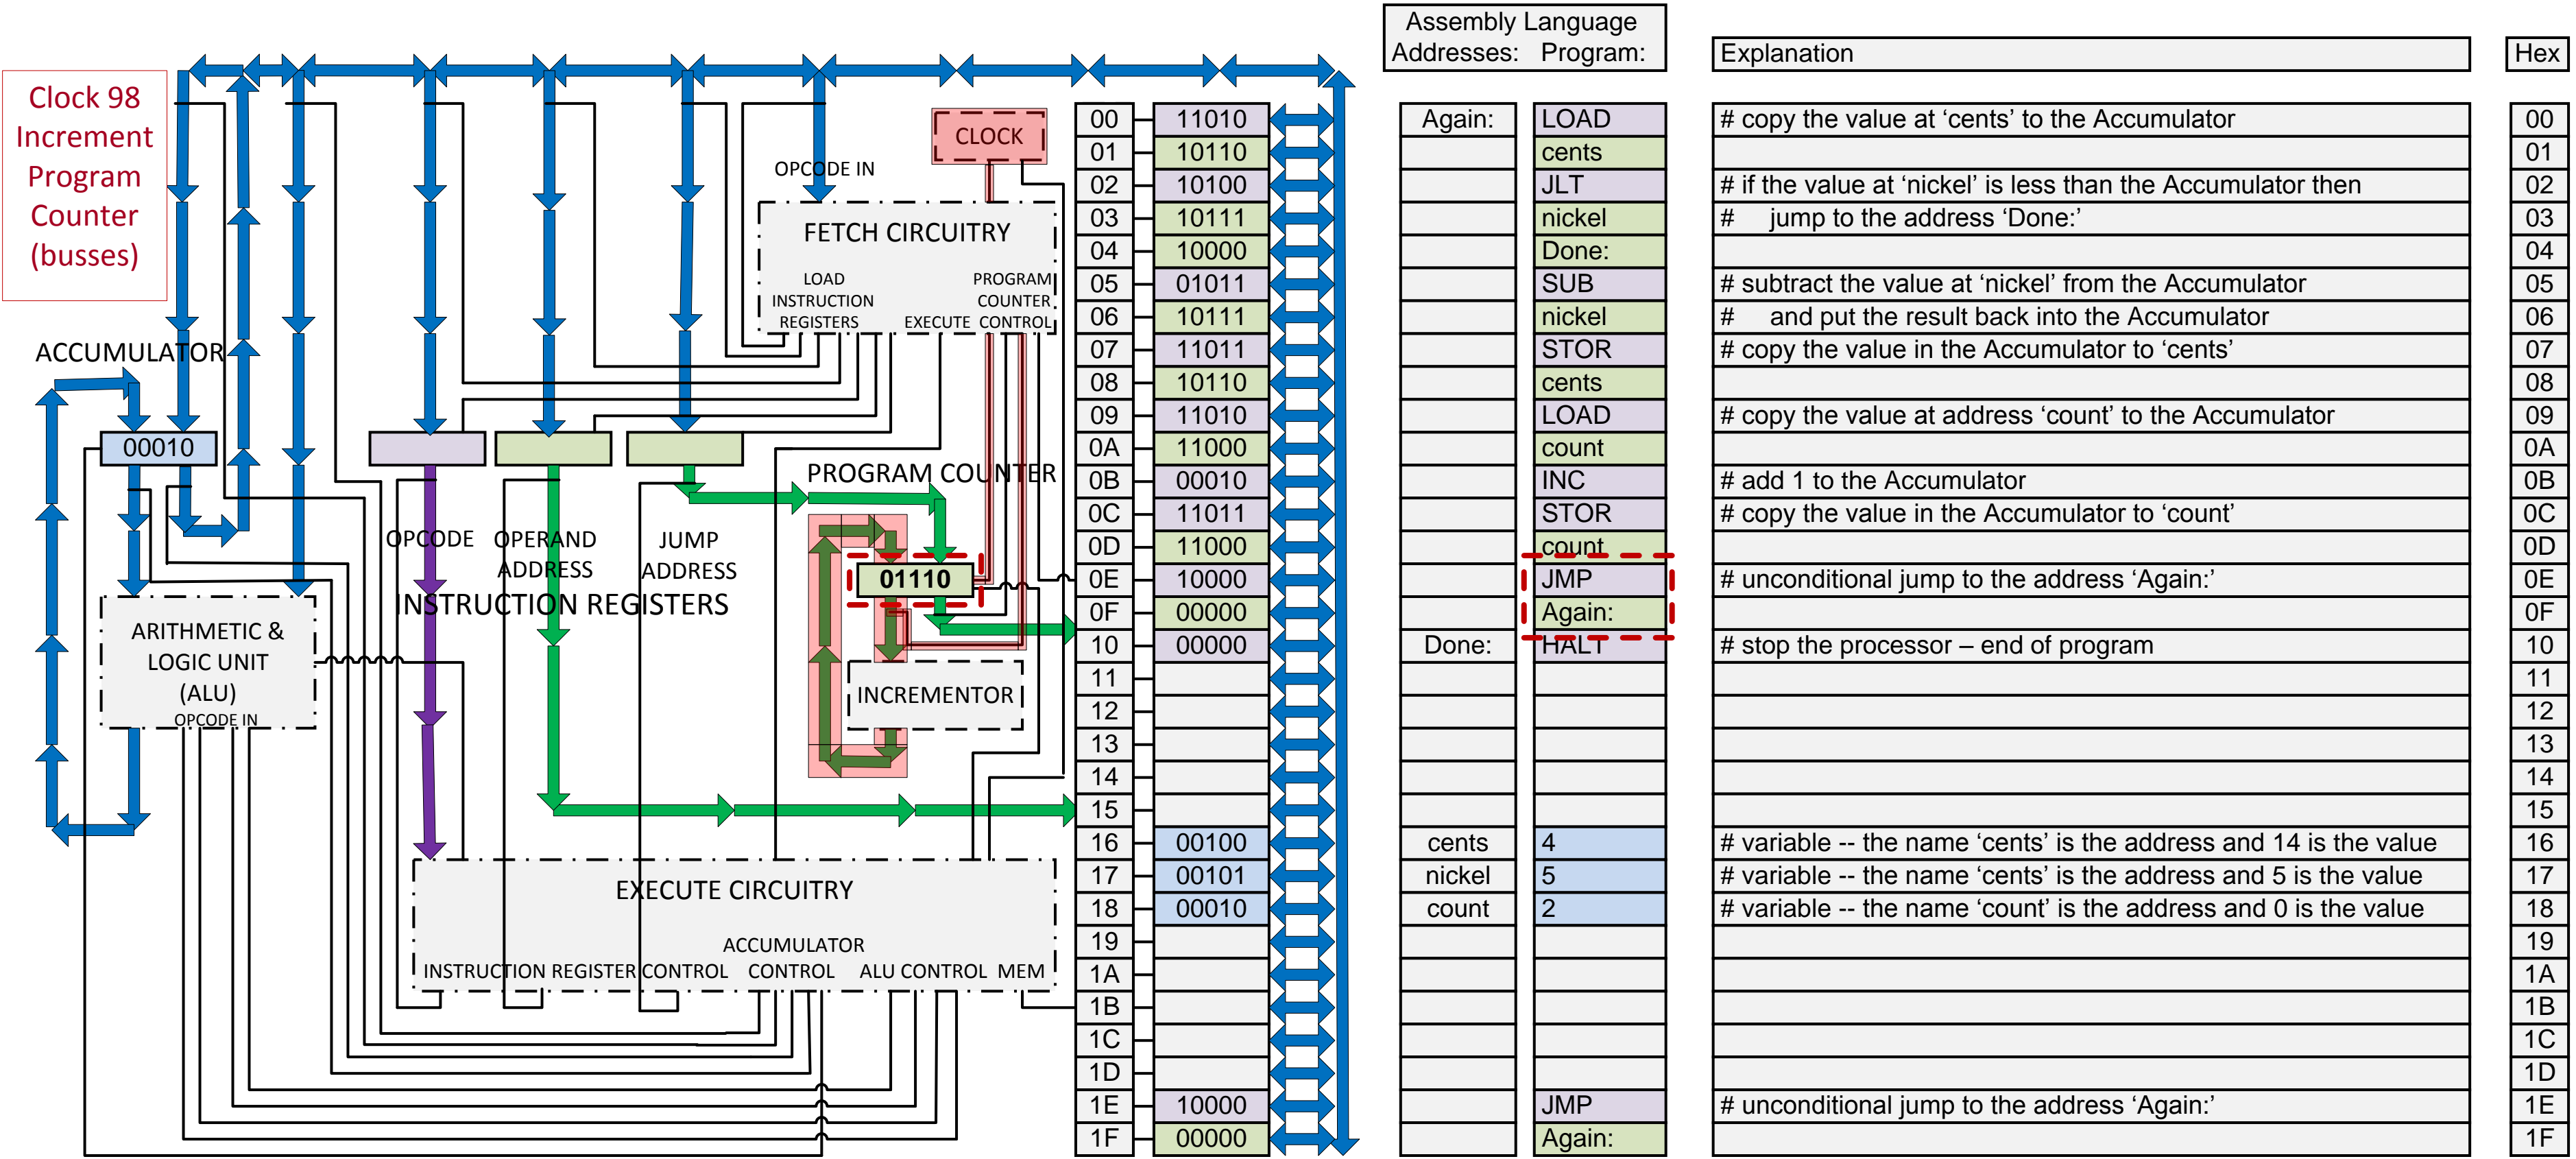 Assembly Language
Addresses: Program:
Explanation
Hex
Clock 98
Increment
Program
Counter
(busses)
CLOCK
OPCODE IN
FETCH CIRCUITRY
LOAD
INSTRUCTION
REGISTERS
EXECUTE
PROGRAM
COUNTER
CONTROL
ACCUMULATOR
00010
PROGRAM COUNTER
01110
INCREMENTOR
OPCODE
OPERAND
ADDRESS
JUMP
ADDRESS
INSTRUCTION REGISTERS
ARITHMETIC &
LOGIC UNIT
(ALU)
OPCODE IN
EXECUTE CIRCUITRY
INSTRUCTION REGISTER CONTROL
ACCUMULATOR
CONTROL
ALU CONTROL
MEM
00 11010 Again: LOAD # copy the value at 'cents' to the Accumulator 00
01 10110 cents 01
02 10100 JLT # if the value at 'nickel' is less than the Accumulator then 02
03 10111 nickel # jump to the address 'Done:' 03
04 10000 Done: 04
05 01011 SUB # subtract the value at 'nickel' from the Accumulator 05
06 10111 nickel # and put the result back into the Accumulator 06
07 11011 STOR # copy the value in the Accumulator to 'cents' 07
08 10110 cents 08
09 11010 LOAD # copy the value at address 'count' to the Accumulator 09
0A 11000 count 0A
0B 00010 INC # add 1 to the Accumulator 0B
0C 11011 STOR # copy the value in the Accumulator to 'count' 0C
0D 11000 count 0D
0E 10000 JMP # unconditional jump to the address 'Again:' 0E
0F 00000 Again: 0F
10 00000 Done: HALT # stop the processor – end of program 10
11 11
12 12
13 13
14 14
15 15
16 00100 cents 4 # variable -- the name 'cents' is the address and 14 is the value 16
17 00101 nickel 5 # variable -- the name 'cents' is the address and 5 is the value 17
18 00010 count 2 # variable -- the name 'count' is the address and 0 is the value 18
19 19
1A 1A
1B 1B
1C 1C
1D 1D
1E 10000 JMP # unconditional jump to the address 'Again:' 1E
1F 00000 Again: 1F